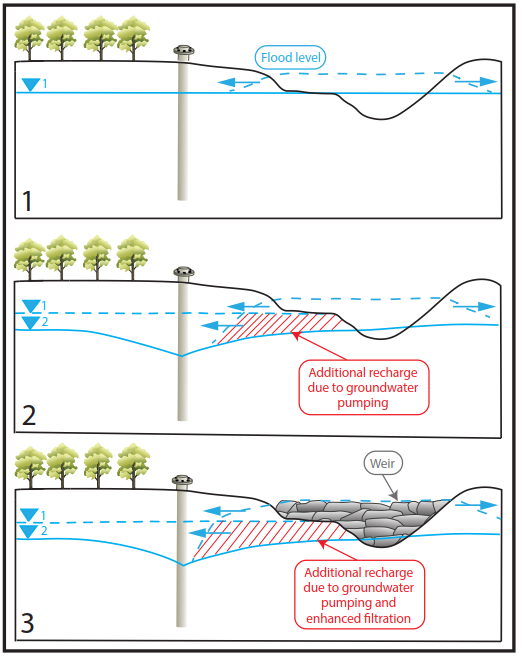 Flood level
1
1
1
2
Additional recharge
due to groundwater
pumping
2
Weir
1
2
Additional recharge
due to groundwater
pumping and
enhanced filtration
3